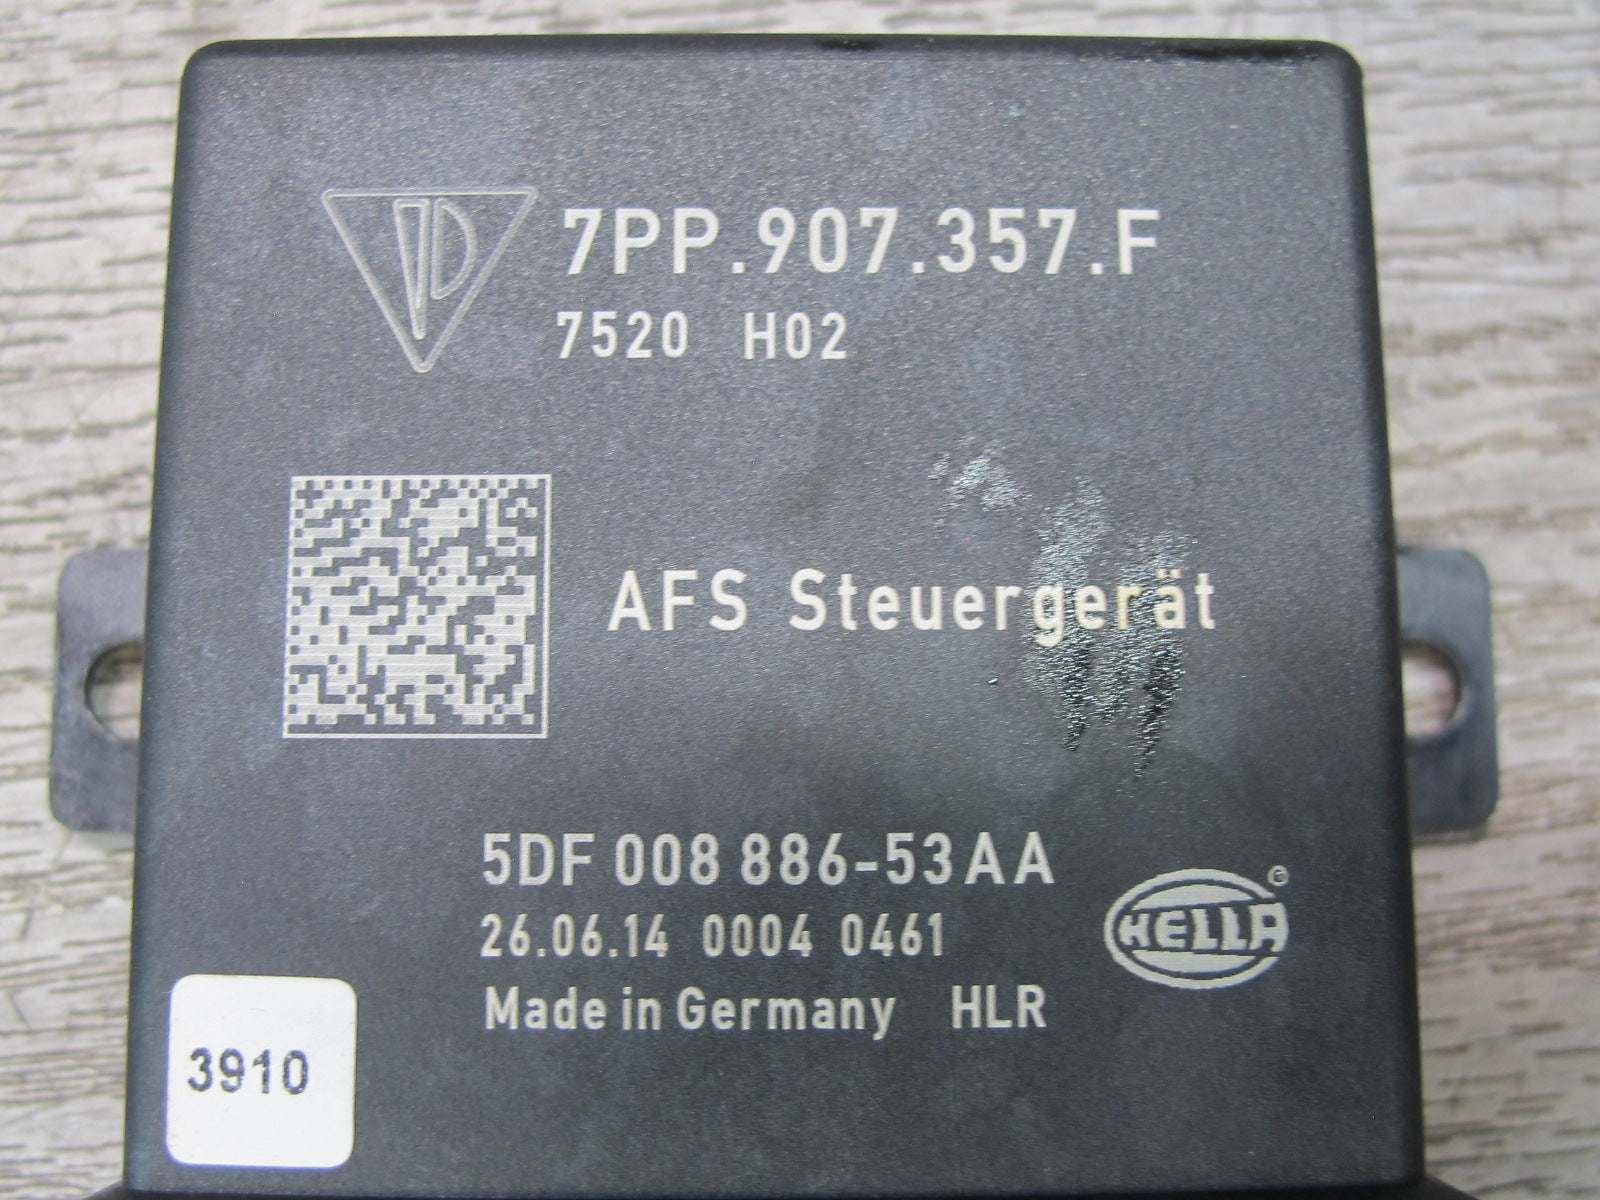 7PP.907.357.F
7520 H02
AFS Steuergerät
5DF 008 886-53AA
26.06.14 0004 0461
HELLA
Made in Germany HLR
3910